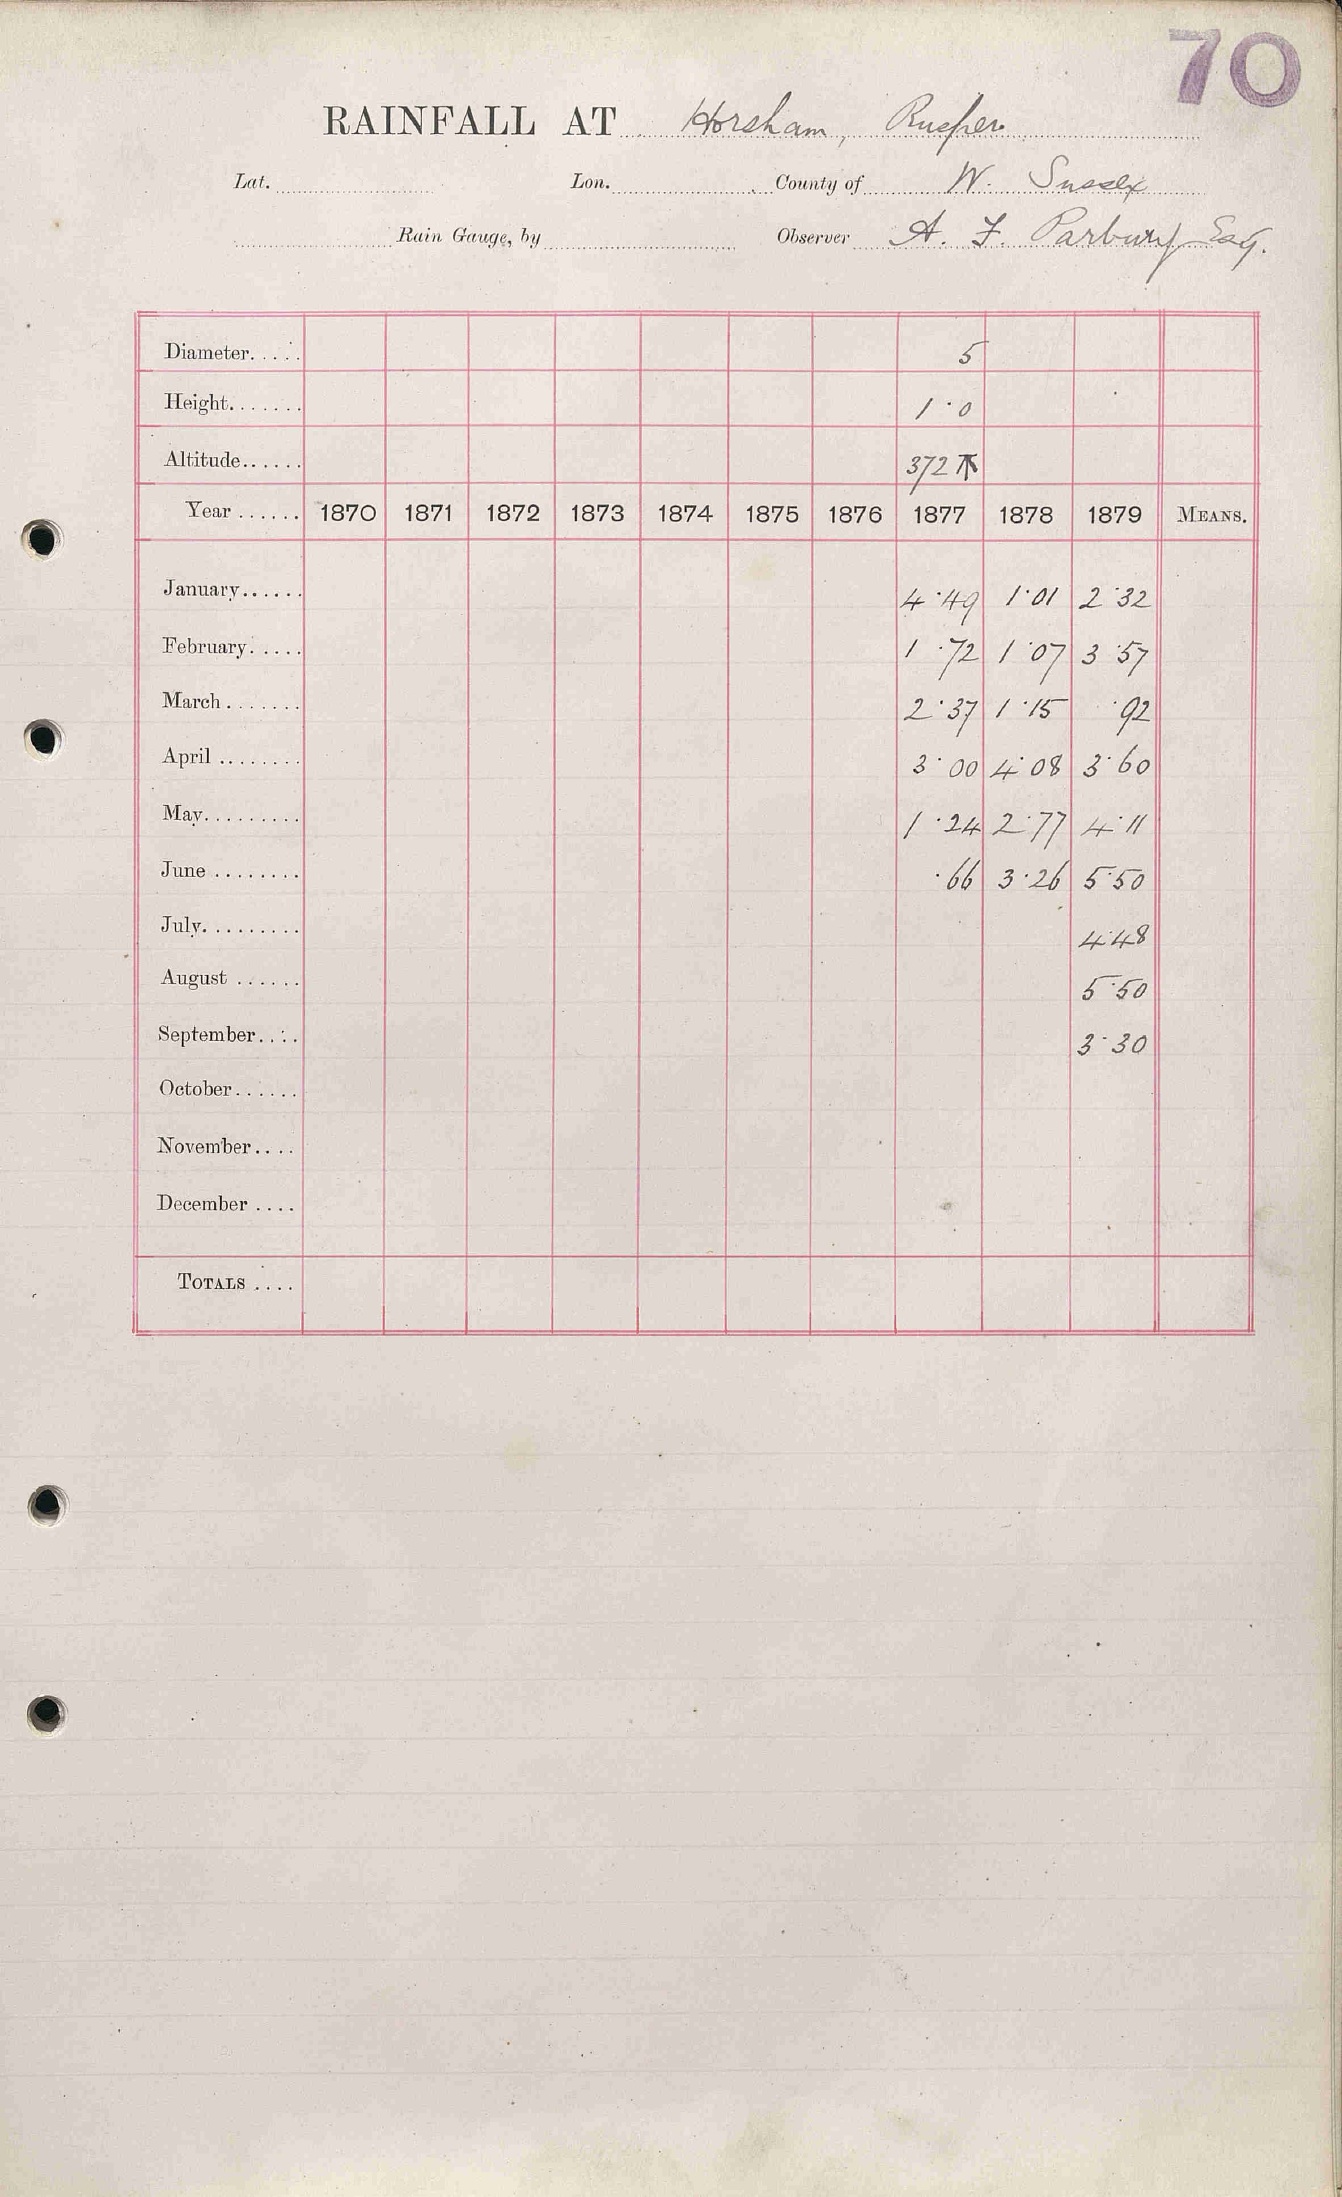 70
RAINFALL AT Horsham, Rusper
Lat. Lon. County of W. Sussex
Rain Gauge, by Observer A. F. Parbury Esq.
Diameter..... 5
Height....... 1.0
Altitude...... 372
Year ...... 1870 1871 1872 1873 1874 1875 1876 1877 1878 1879 MEANS.
January...... 4.49 1.01 2.32
February..... 1.72 1.07 3.57
March ....... 2.37 1.15 .92
April ........ 3.00 4.08 3.60
May......... 1.24 2.77 4.11
June ........ .66 3.26 5.50
July......... 4.48
August ...... 5.50
September.... 3.30
October......
November....
December ....
TOTALS ....